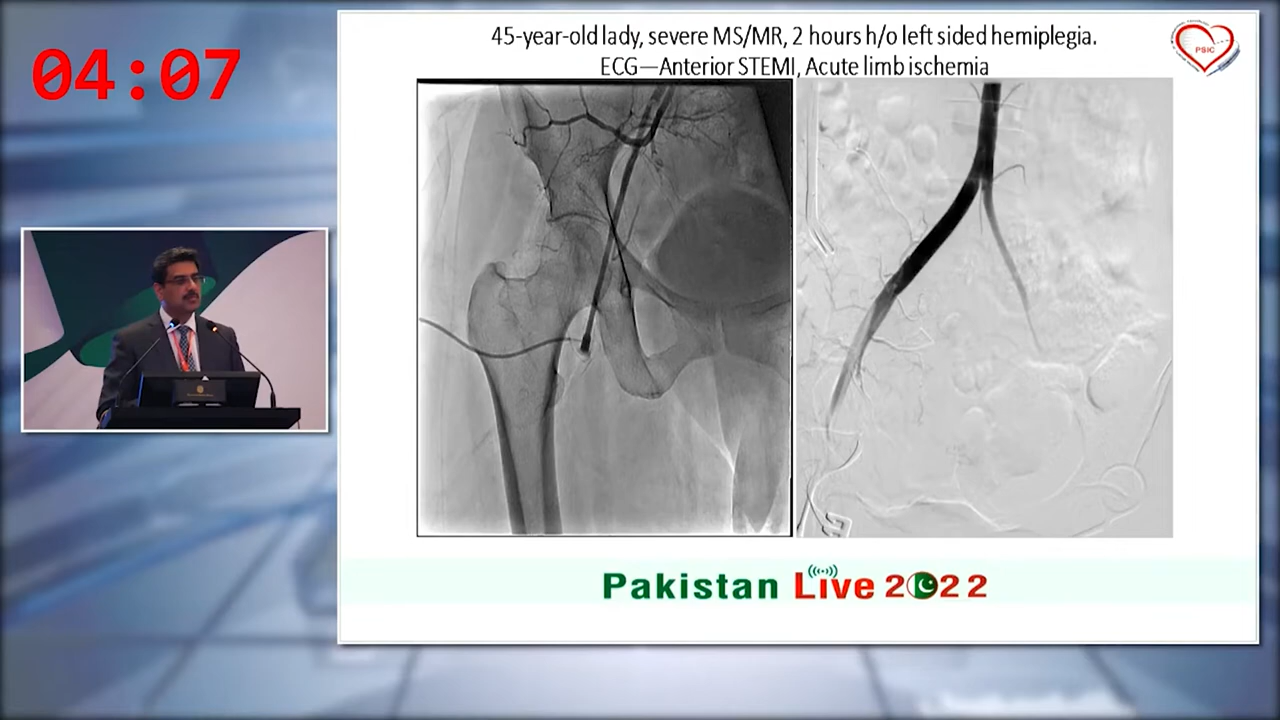 04:07
45-year-old lady, severe MS/MR, 2 hours h/o left sided hemiplegia.
ECG—Anterior STEMI, Acute limb ischemia
PSIC
Pakistan Live 2022